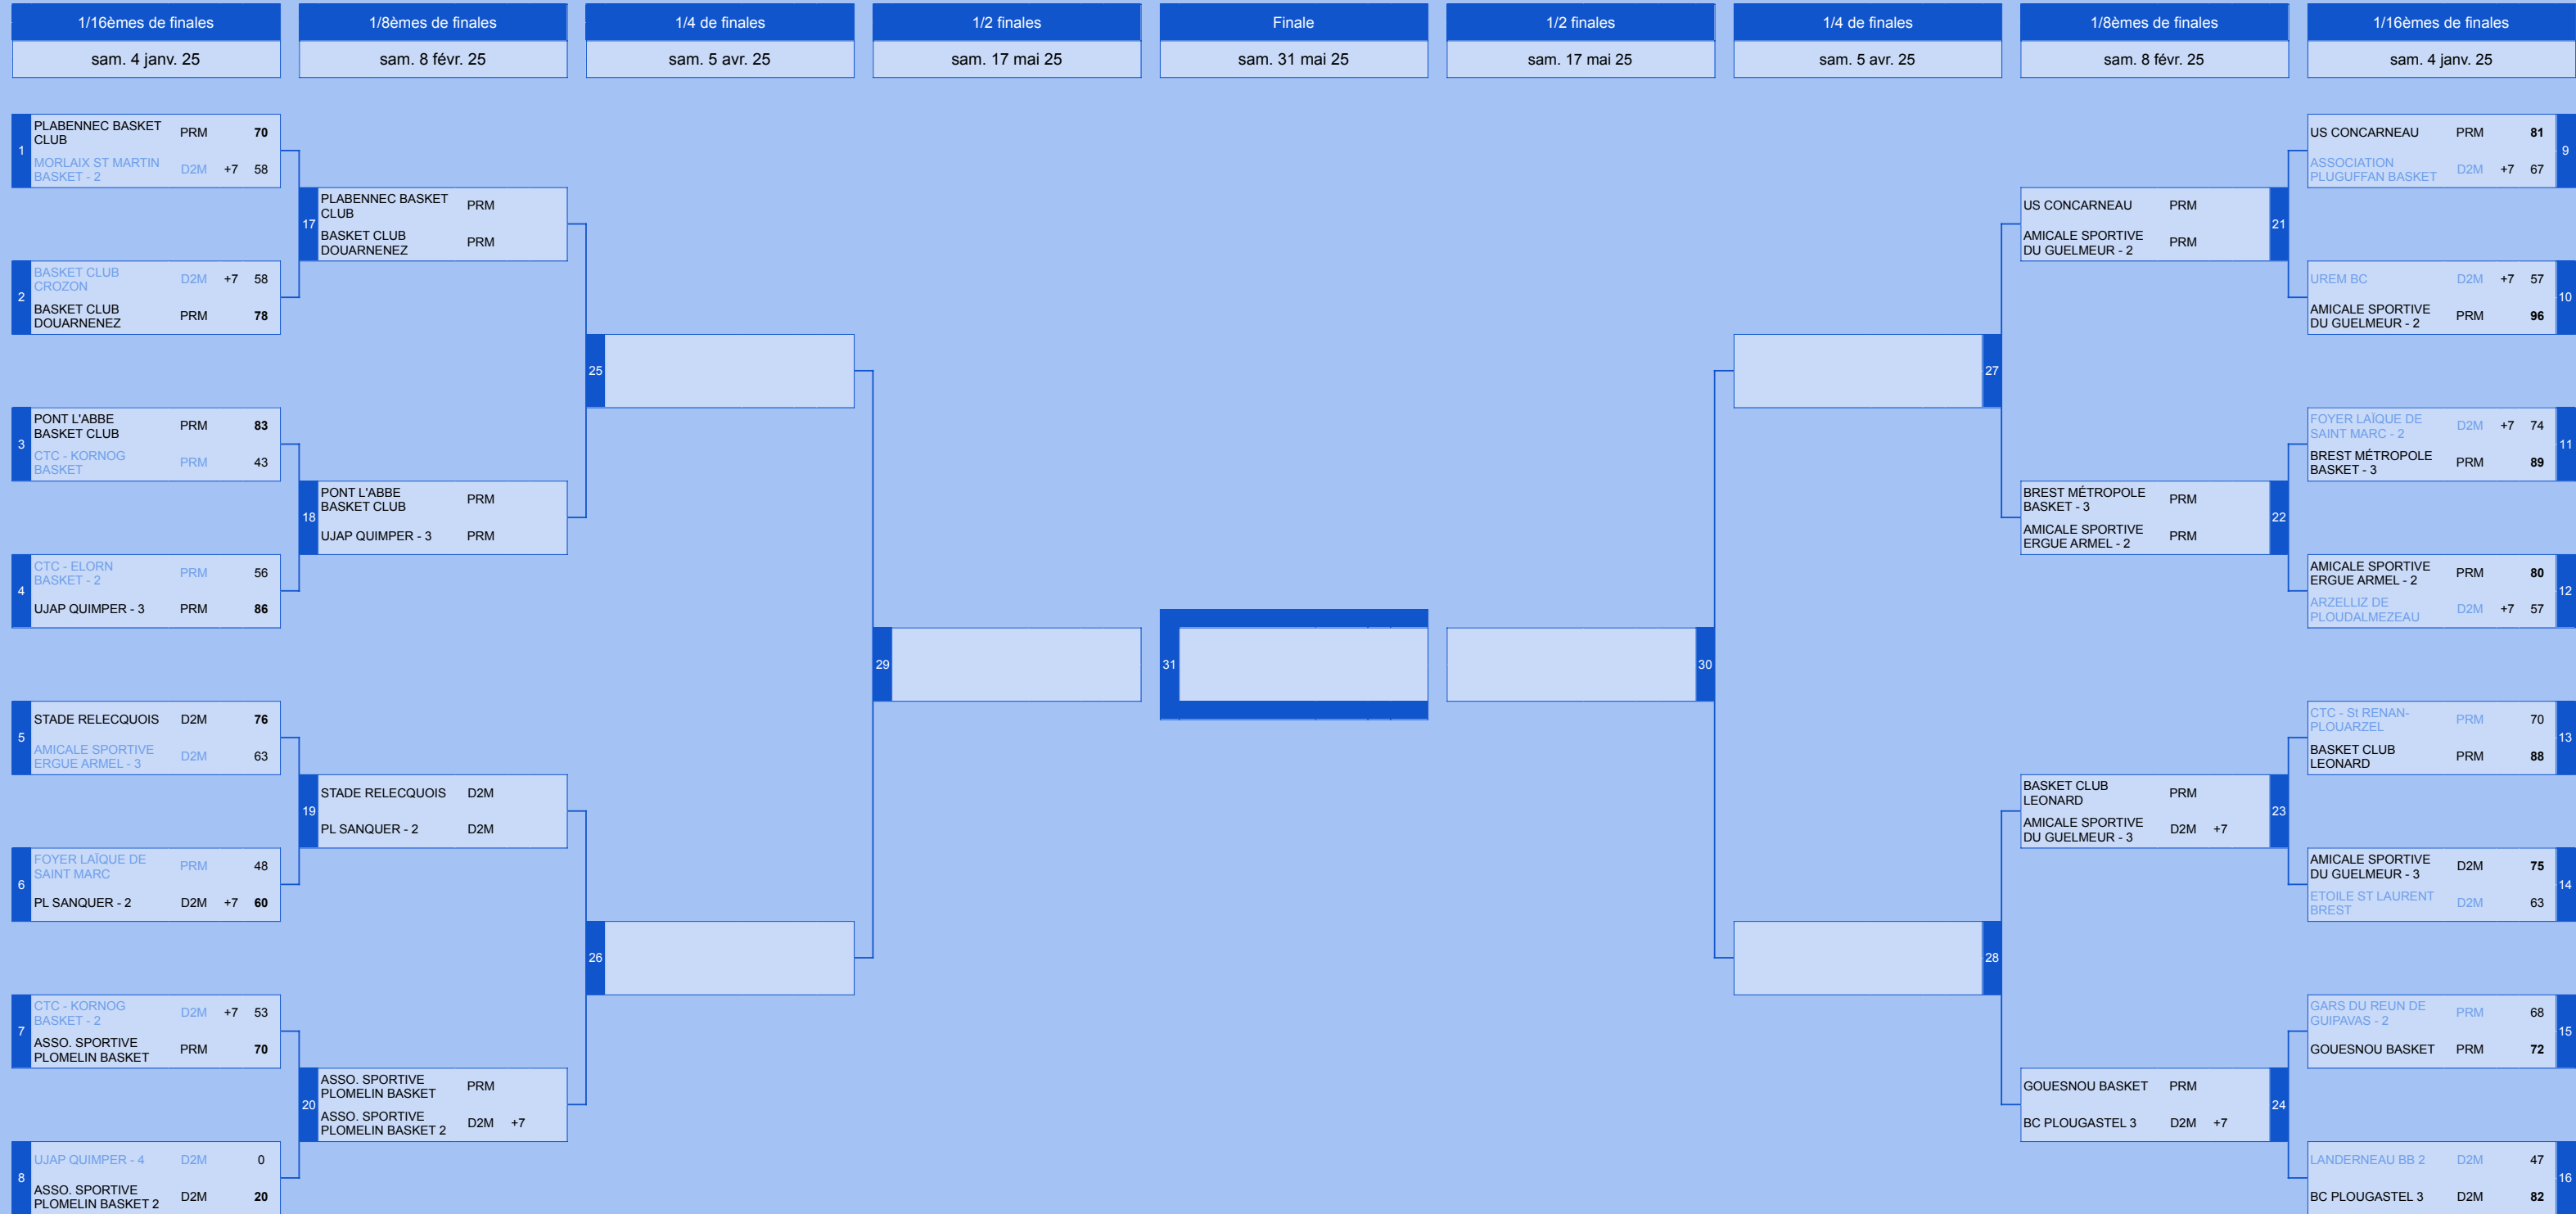 1/16èmes de finales
sam. 4 janv. 25
1/8èmes de finales
sam. 8 févr. 25
1/4 de finales
sam. 5 avr. 25
1/2 finales
sam. 17 mai 25
Finale
sam. 31 mai 25
1/2 finales
sam. 17 mai 25
1/4 de finales
sam. 5 avr. 25
1/8èmes de finales
sam. 8 févr. 25
1/16èmes de finales
sam. 4 janv. 25
1
PLABENNEC BASKET
CLUB
PRM 70
MORLAIX ST MARTIN
BASKET - 2
D2M +7 58
2
BASKET CLUB
CROZON
D2M +7 58
BASKET CLUB
DOUARNENEZ
PRM 78
3
PONT L'ABBE
BASKET CLUB
PRM 83
CTC - KORNOG
BASKET
PRM 43
4
CTC - ELORN
BASKET - 2
PRM 56
UJAP QUIMPER - 3 PRM 86
5
STADE RELECQUOIS D2M 76
AMICALE SPORTIVE
ERGUE ARMEL - 3
D2M 63
6
FOYER LAÏQUE DE
SAINT MARC
PRM 48
PL SANQUER - 2 D2M +7 60
7
CTC - KORNOG
BASKET - 2
D2M +7 53
ASSO. SPORTIVE
PLOMELIN BASKET
PRM 70
8
UJAP QUIMPER - 4 D2M 0
ASSO. SPORTIVE
PLOMELIN BASKET 2
D2M 20
17
PLABENNEC BASKET
CLUB
PRM
BASKET CLUB
DOUARNENEZ
PRM
18
PONT L'ABBE
BASKET CLUB
PRM
UJAP QUIMPER - 3 PRM
19
STADE RELECQUOIS D2M
PL SANQUER - 2 D2M
20
ASSO. SPORTIVE
PLOMELIN BASKET
PRM
ASSO. SPORTIVE
PLOMELIN BASKET 2
D2M +7
25
26
29
31
30
27
28
US CONCARNEAU PRM
AMICALE SPORTIVE
DU GUELMEUR - 2
PRM
21
BREST MÉTROPOLE
BASKET - 3
PRM
AMICALE SPORTIVE
ERGUE ARMEL - 2
PRM
22
BASKET CLUB
LEONARD
PRM
AMICALE SPORTIVE
DU GUELMEUR - 3
D2M +7
23
GOUESNOU BASKET PRM
BC PLOUGASTEL 3 D2M +7
24
US CONCARNEAU PRM 81
ASSOCIATION
PLUGUFFAN BASKET
D2M +7 67
9
UREM BC D2M +7 57
AMICALE SPORTIVE
DU GUELMEUR - 2
PRM 96
10
FOYER LAÏQUE DE
SAINT MARC - 2
D2M +7 74
BREST MÉTROPOLE
BASKET - 3
PRM 89
11
AMICALE SPORTIVE
ERGUE ARMEL - 2
PRM 80
ARZELLIZ DE
PLOUDALMEZEAU
D2M +7 57
12
CTC - St RENAN-
PLOUARZEL
PRM 70
BASKET CLUB
LEONARD
PRM 88
13
AMICALE SPORTIVE
DU GUELMEUR - 3
D2M 75
ETOILE ST LAURENT
BREST
D2M 63
14
GARS DU REUN DE
GUIPAVAS - 2
PRM 68
GOUESNOU BASKET PRM 72
15
LANDERNEAU BB 2 D2M 47
BC PLOUGASTEL 3 D2M 82
16